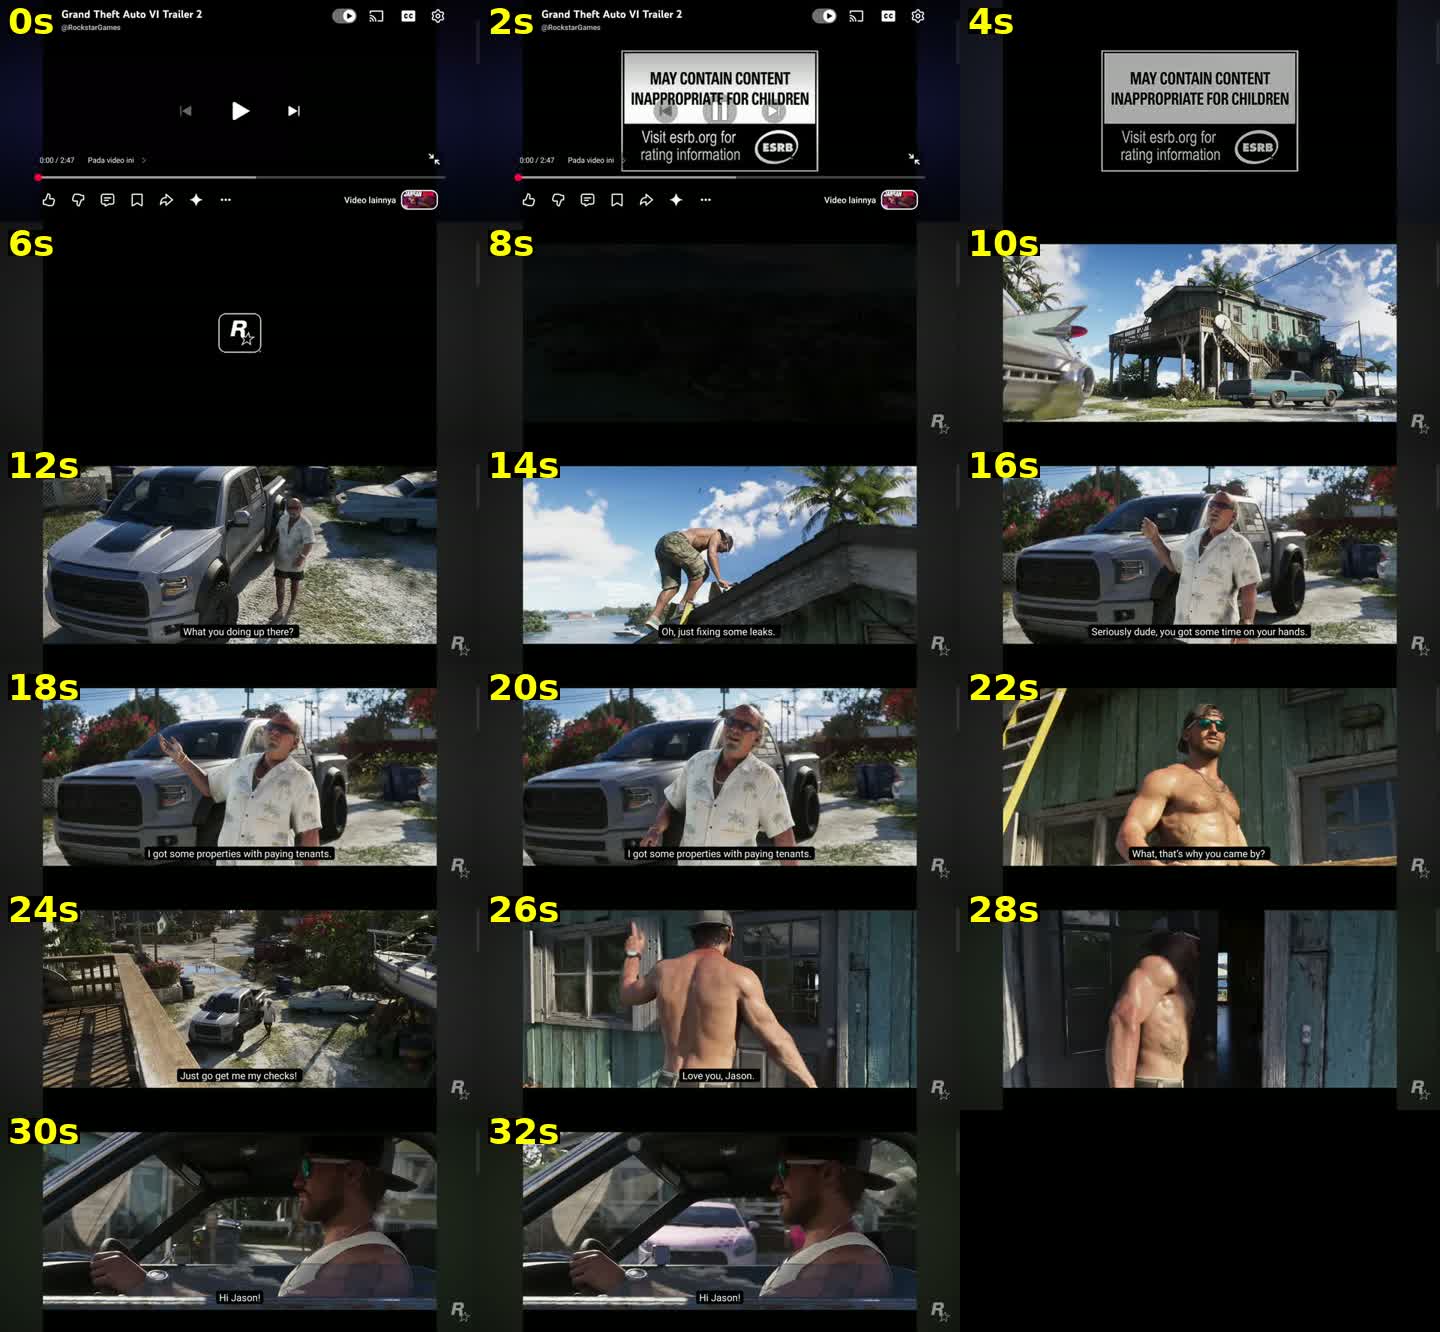 0s
Grand Theft Auto VI Trailer 2
@RockstarGames
CC
0:00 / 2:47
Pada video ini
Video lainnya
2s
Grand Theft Auto VI Trailer 2
@RockstarGames
CC
MAY CONTAIN CONTENT
INAPPROPRIATE FOR CHILDREN
Visit esrb.org for
rating information
ESRB
0:00 / 2:47
Pada video ini
Video lainnya
4s
MAY CONTAIN CONTENT
INAPPROPRIATE FOR CHILDREN
Visit esrb.org for
rating information
ESRB
6s
R
8s
R
10s
R
12s
What you doing up there?
R
14s
Oh, just fixing some leaks.
R
16s
Seriously dude, you got some time on your hands.
R
18s
I got some properties with paying tenants.
R
20s
I got some properties with paying tenants.
R
22s
What, that's why you came by?
R
24s
Just go get me my checks!
R
26s
Love you, Jason.
R
28s
R
30s
Hi Jason!
R
32s
Hi Jason!
R